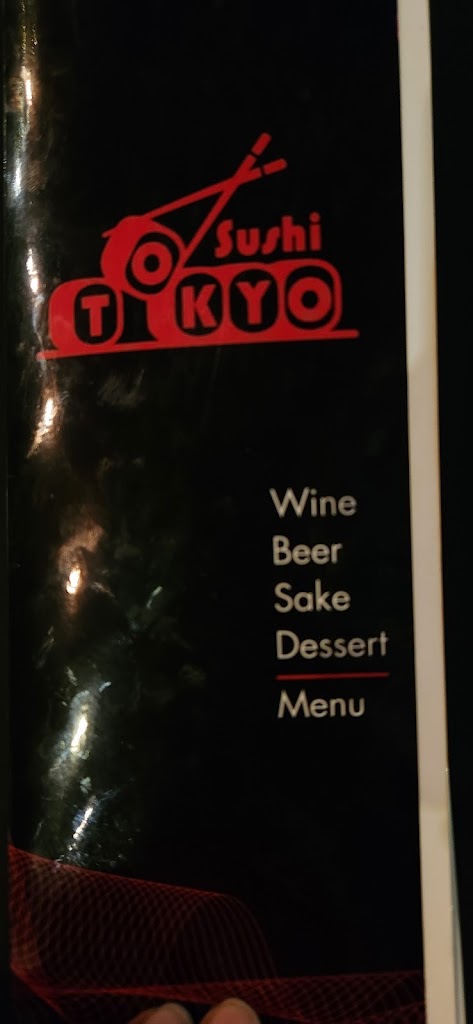 Sushi
TOKYO
Wine
Beer
Sake
Dessert
Menu